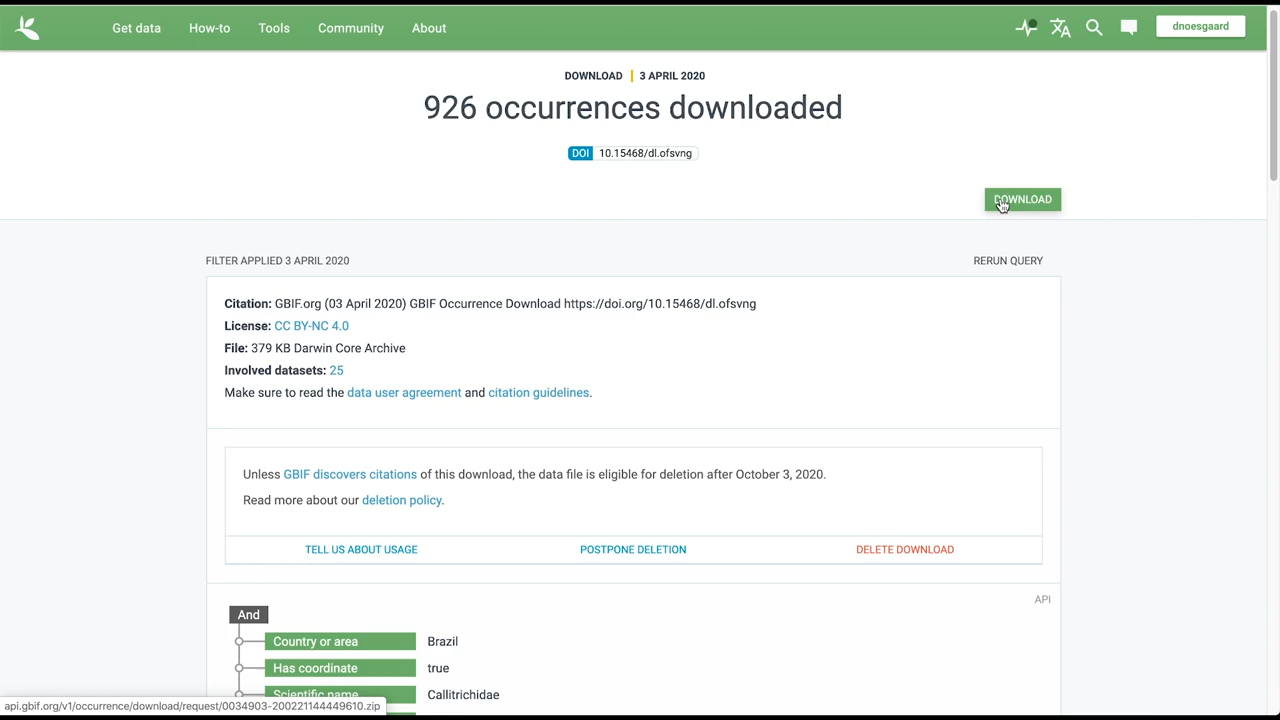 Get data How-to Tools Community About dnoesgaard
DOWNLOAD 3 APRIL 2020
926 occurrences downloaded
DOI 10.15468/dl.ofsvng
DOWNLOAD
FILTER APPLIED 3 APRIL 2020 RERUN QUERY
Citation: GBIF.org (03 April 2020) GBIF Occurrence Download https://doi.org/10.15468/dl.ofsvng
License: CC BY-NC 4.0
File: 379 KB Darwin Core Archive
Involved datasets: 25
Make sure to read the data user agreement and citation guidelines.
Unless GBIF discovers citations of this download, the data file is eligible for deletion after October 3, 2020.
Read more about our deletion policy.
TELL US ABOUT USAGE POSTPONE DELETION DELETE DOWNLOAD
API
And
Country or area Brazil
Has coordinate true
Scientific name Callitrichidae
api.gbif.org/v1/occurrence/download/request/0034903-200221144449610.zip